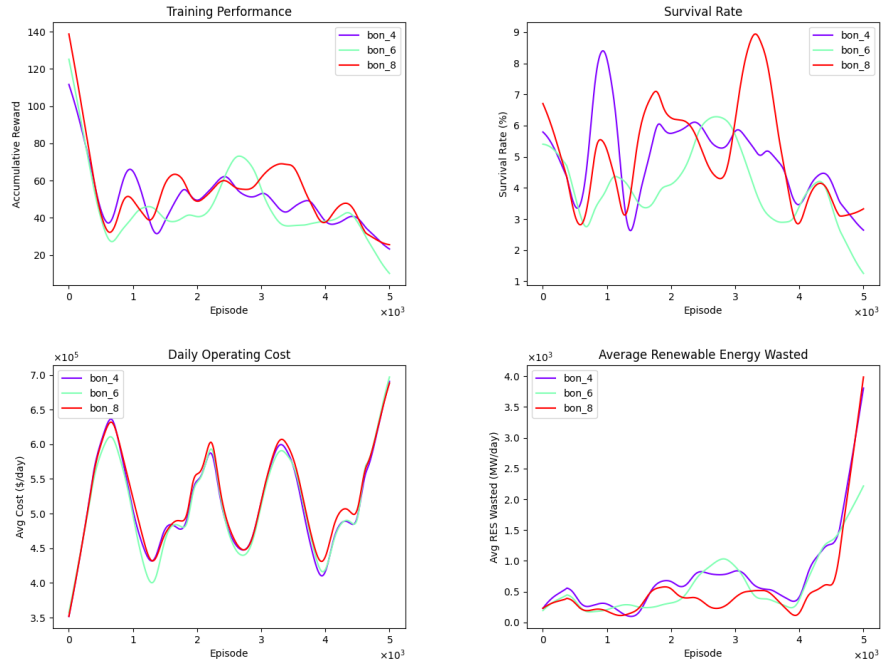 Training Performance
Accumulative Reward
140
120
100
80
60
40
20
bon_4
bon_6
bon_8
0
1
2
3
4
5
Episode
×10³
Survival Rate
Survival Rate (%)
9
8
7
6
5
4
3
2
1
bon_4
bon_6
bon_8
0
1
2
3
4
5
Episode
×10³
Daily Operating Cost
×10⁵
Avg Cost ($/day)
7.0
6.5
6.0
5.5
5.0
4.5
4.0
3.5
bon_4
bon_6
bon_8
0
1
2
3
4
5
Episode
×10³
Average Renewable Energy Wasted
×10³
Avg RES Wasted (MW/day)
4.0
3.5
3.0
2.5
2.0
1.5
1.0
0.5
0.0
bon_4
bon_6
bon_8
0
1
2
3
4
5
Episode
×10³